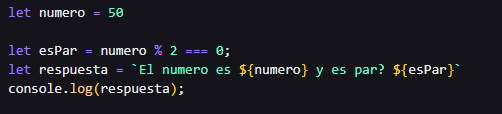 let numero = 50
let esPar = numero % 2 === 0;
let respuesta = `El numero es ${numero} y es par? ${esPar}`
console.log(respuesta);